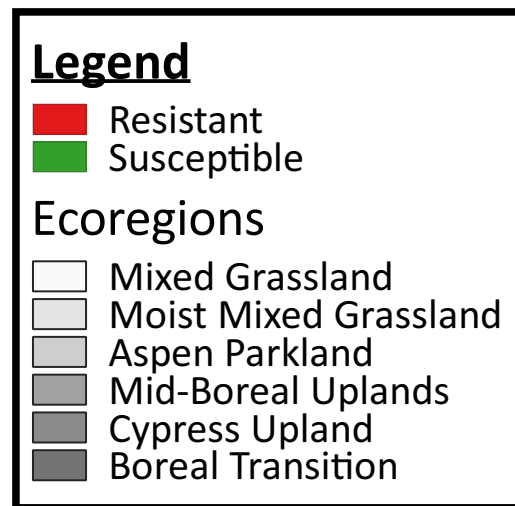 Legend
Resistant
Susceptible
Ecoregions
Mixed Grassland
Moist Mixed Grassland
Aspen Parkland
Mid-Boreal Uplands
Cypress Upland
Boreal Transition